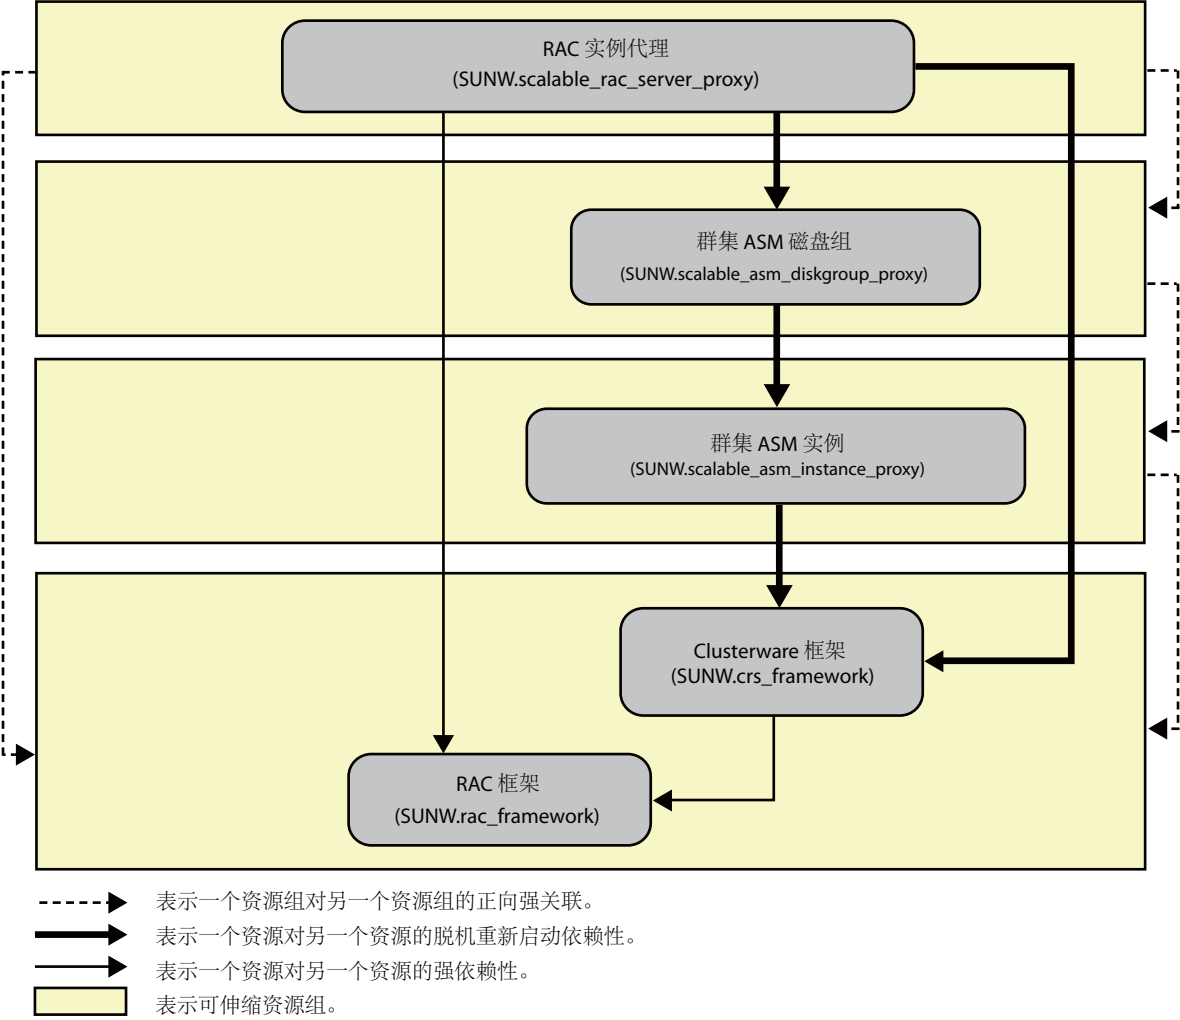 RAC 实例代理
(SUNW.scalable_rac_server_proxy)
群集 ASM 磁盘组
(SUNW.scalable_asm_diskgroup_proxy)
群集 ASM 实例
(SUNW.scalable_asm_instance_proxy)
Clusterware 框架
(SUNW.crs_framework)
RAC 框架
(SUNW.rac_framework)
表示一个资源组对另一个资源组的正向强关联。
表示一个资源对另一个资源的脱机重新启动依赖性。
表示一个资源对另一个资源的强依赖性。
表示可伸缩资源组。